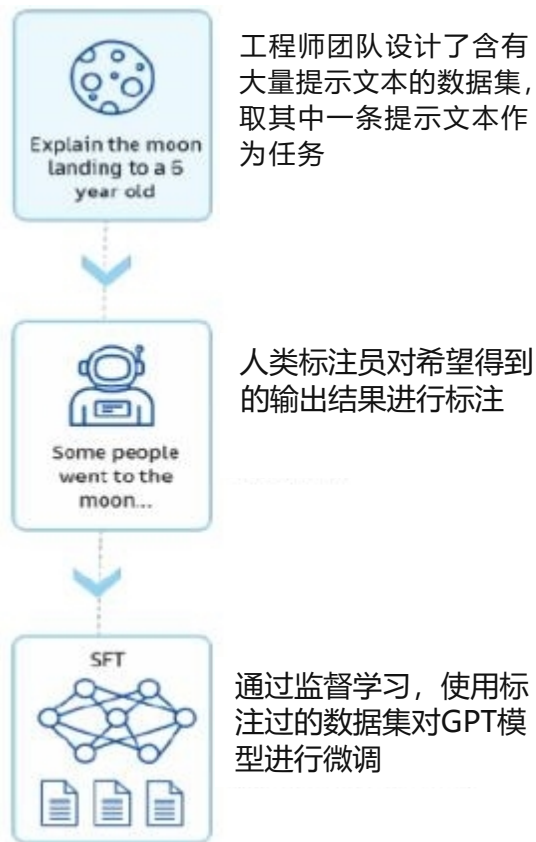 Explain the moon
landing to a 6
year old
工程师团队设计了含有
大量提示文本的数据集，
取其中一条提示文本作
为任务
Some people
went to the
moon...
人类标注员对希望得到
的输出结果进行标注
SFT
通过监督学习，使用标
注过的数据集对GPT模
型进行微调